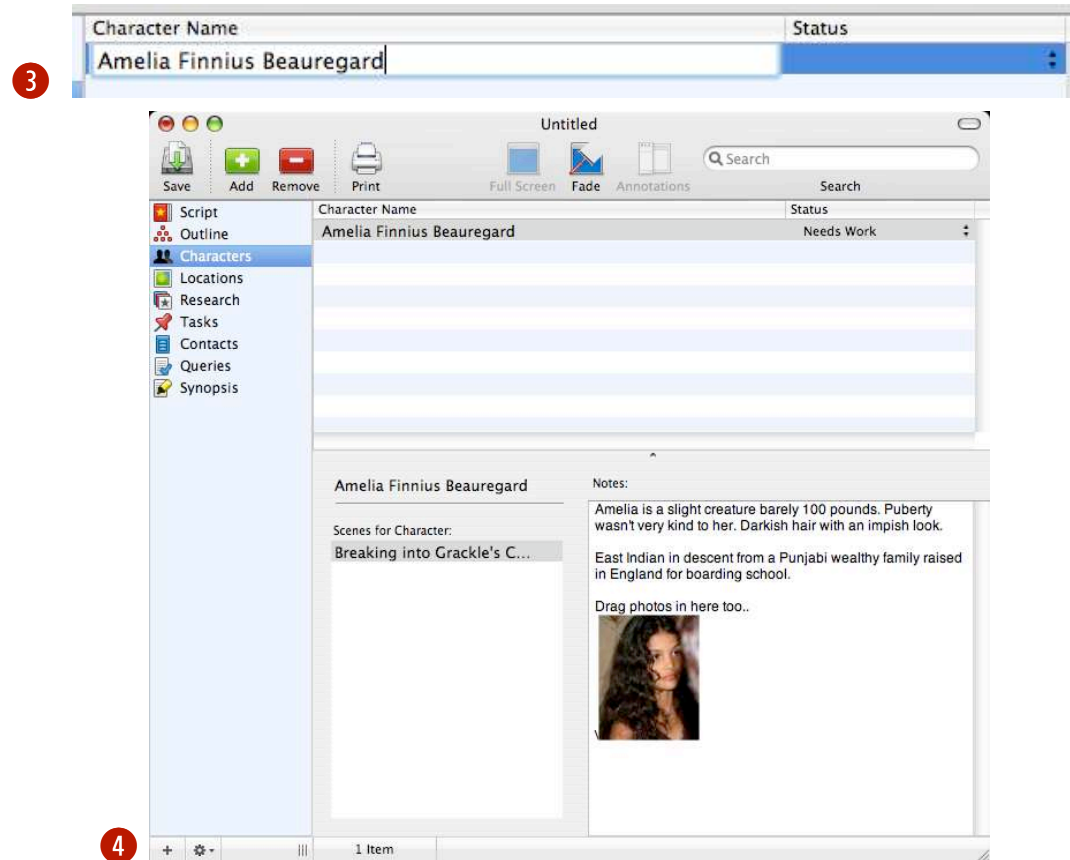 Character Name Status
Amelia Finnius Beauregard
3
Untitled
Save Add Remove Print Full Screen Fade Annotations Search
Search
Script
Outline
Characters
Locations
Research
Tasks
Contacts
Queries
Synopsis
Character Name Status
Amelia Finnius Beauregard Needs Work
Amelia Finnius Beauregard
Scenes for Character:
Breaking into Grackle's C...
Notes:
Amelia is a slight creature barely 100 pounds. Puberty
wasn't very kind to her. Darkish hair with an impish look.
East Indian in descent from a Punjabi wealthy family raised
in England for boarding school.
Drag photos in here too..
\
4
1 Item